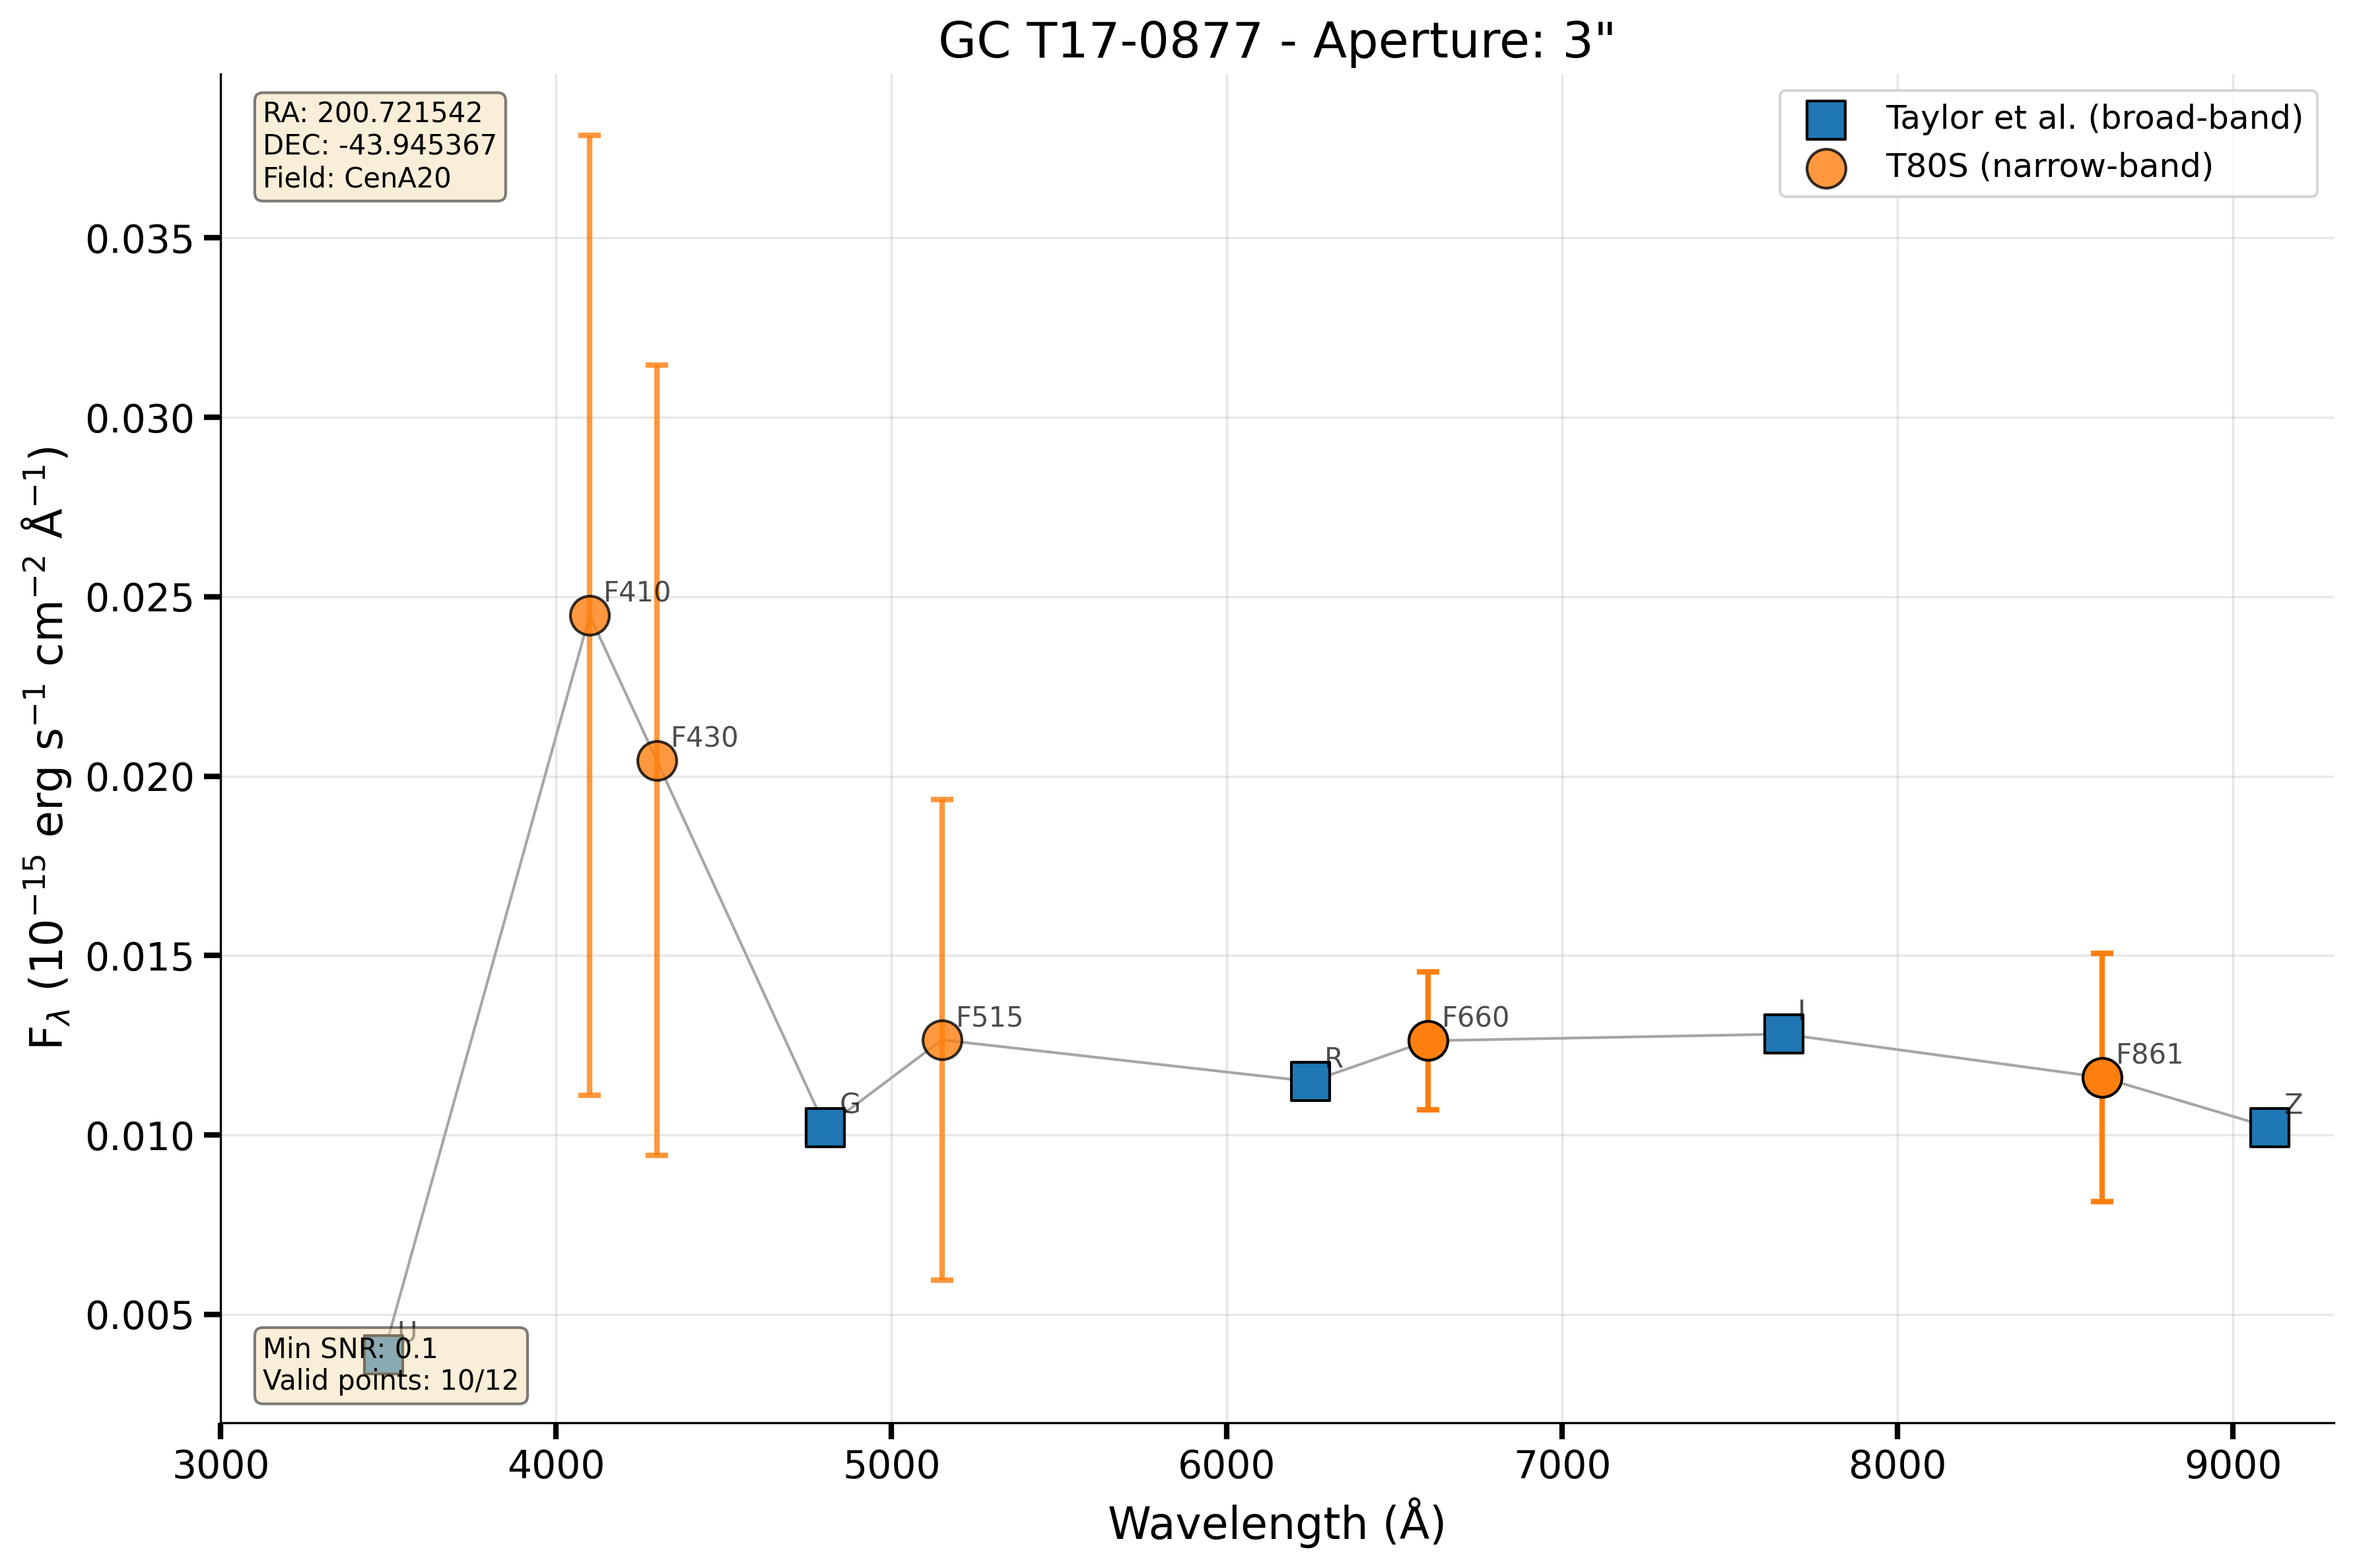 GC T17-0877 - Aperture: 3"
RA: 200.721542
DEC: -43.945367
Field: CenA20
Taylor et al. (broad-band)
T80S (narrow-band)
F$_λ$ (10$^{−15}$ erg s$^{−1}$ cm$^{−2}$ Å$^{−1}$)
0.035
0.030
0.025
0.020
0.015
0.010
0.005
F410
F430
G
F515
R
F660
I
F861
Z
U
Min SNR: 0.1
Valid points: 10/12
3000 4000 5000 6000 7000 8000 9000
Wavelength (Å)